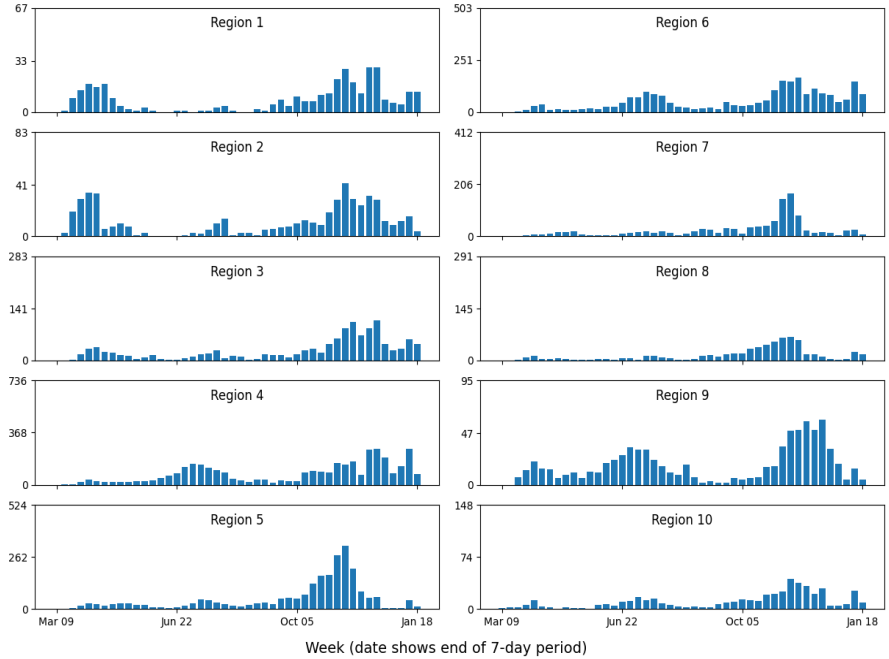 Region 1
67
33
0
Region 6
503
251
0
Region 2
83
41
0
Region 7
412
206
0
Region 3
283
141
0
Region 8
291
145
0
Region 4
736
368
0
Region 9
95
47
0
Region 5
524
262
0
Mar 09 Jun 22 Oct 05 Jan 18
Region 10
148
74
0
Mar 09 Jun 22 Oct 05 Jan 18
Week (date shows end of 7-day period)